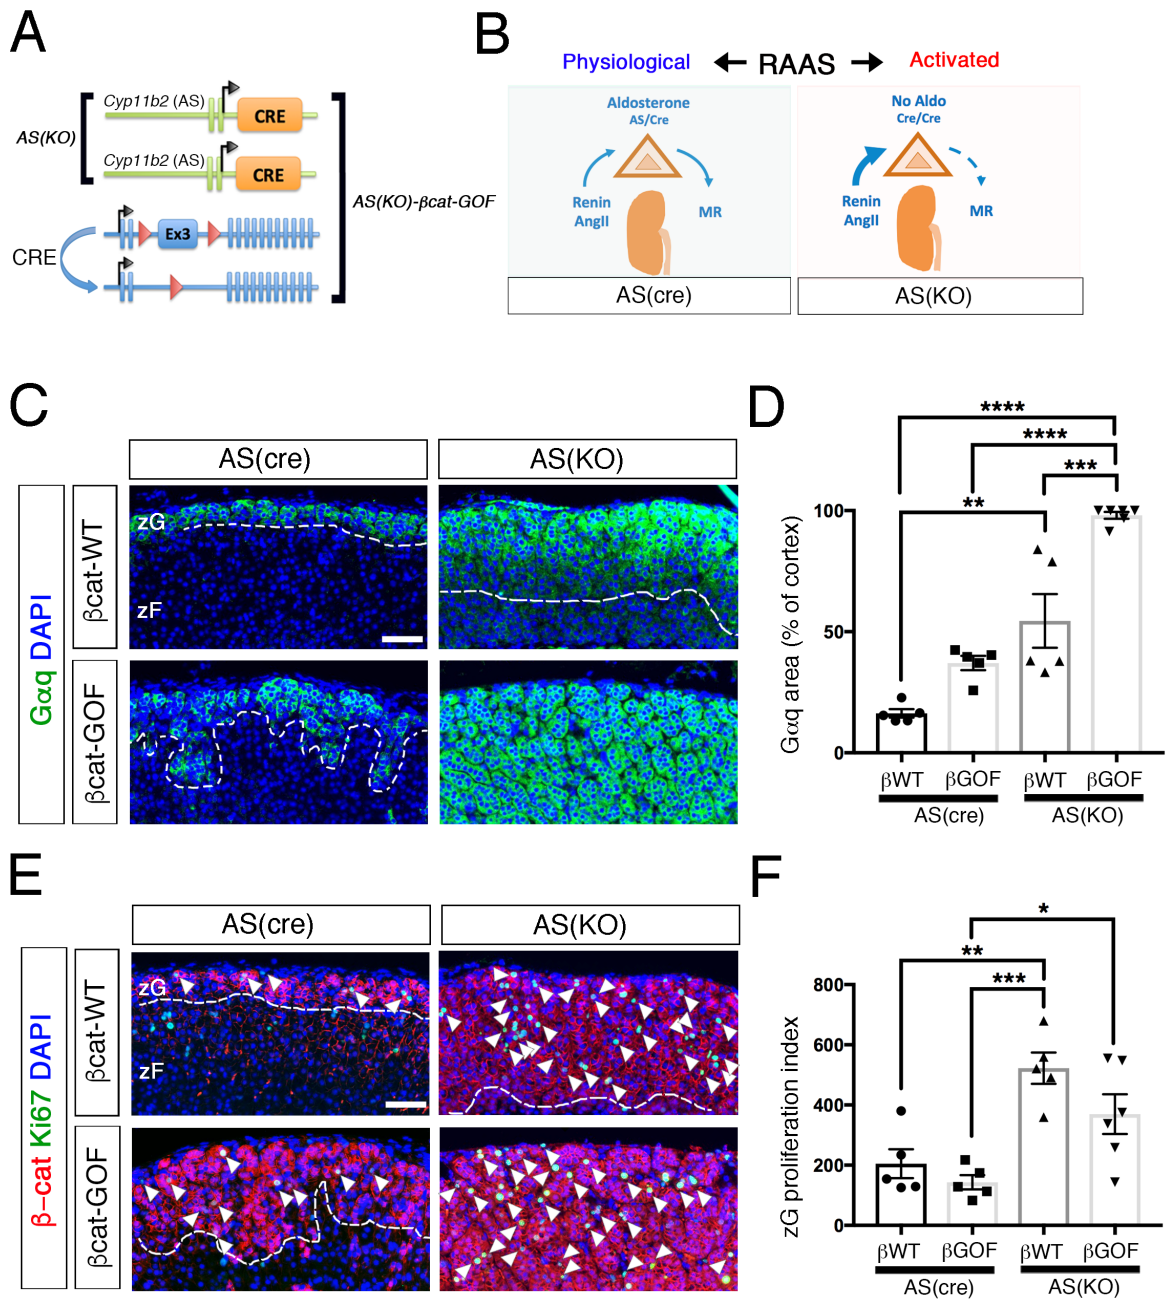 A
Cyp11b2 (AS)
CRE
AS(KO)
Cyp11b2 (AS)
CRE
AS(KO)-βcat-GOF
Ex3
CRE
B
Physiological
RAAS
Activated
Aldosterone
AS/Cre
Renin
AngII
MR
AS(cre)
No Aldo
Cre/Cre
Renin
AngII
MR
AS(KO)
C
AS(cre)
AS(KO)
Gαq DAPI
βcat-WT
zG
zF
βcat-GOF
D
****
****
***
**
Gαq area (% of cortex)
100
50
0
βWT
βGOF
βWT
βGOF
AS(cre)
AS(KO)
E
AS(cre)
AS(KO)
β–cat Ki67 DAPI
βcat-WT
zG
zF
βcat-GOF
F
*
**
***
zG proliferation index
800
600
400
200
0
βWT
βGOF
βWT
βGOF
AS(cre)
AS(KO)